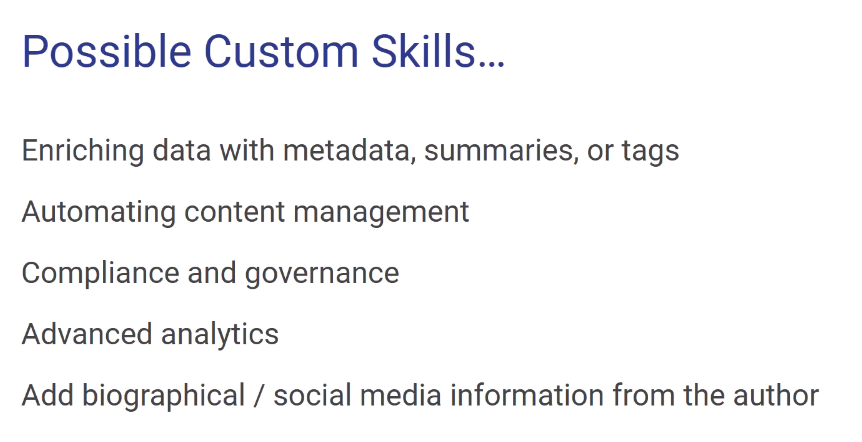 Possible Custom Skills...
Enriching data with metadata, summaries, or tags
Automating content management
Compliance and governance
Advanced analytics
Add biographical / social media information from the author